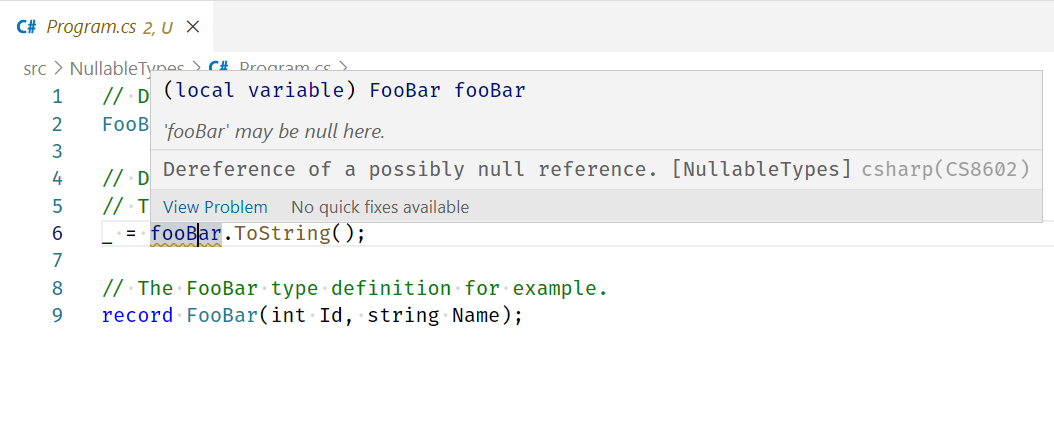 C# Program.cs 2, U ×
src > NullableTypes > C# Program.cs >
1 // D
(local variable) FooBar fooBar
2 FooB
'fooBar' may be null here.
3
Dereference of a possibly null reference. [NullableTypes] csharp(CS8602)
4 // D
5 // T
View Problem No quick fixes available
6 _ = fooBar.ToString();
7
8 // The FooBar type definition for example.
9 record FooBar(int Id, string Name);